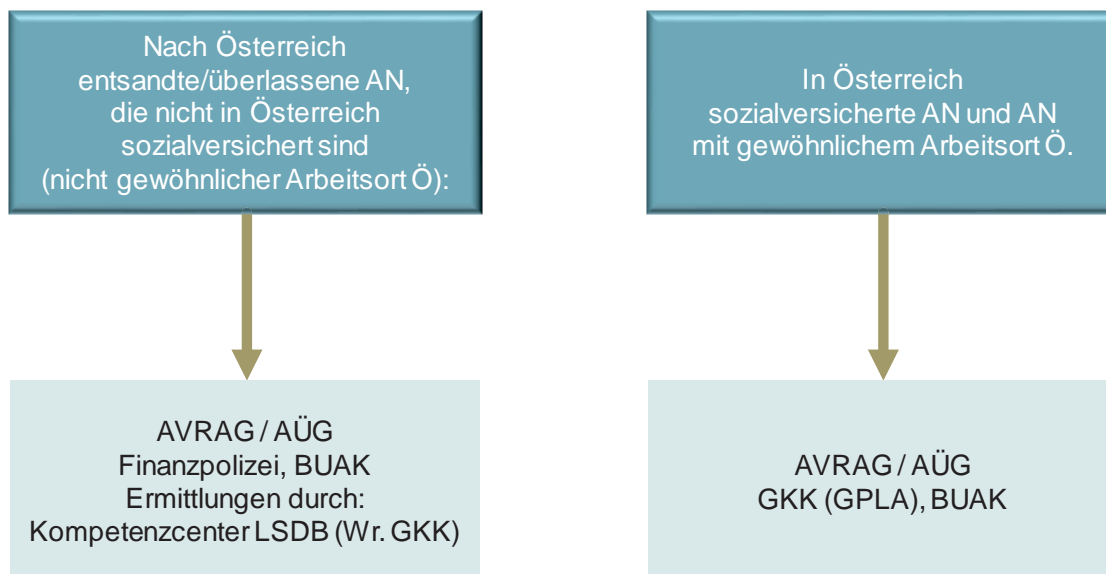 Nach Österreich
entsandte/überlassene AN,
die nicht in Österreich
sozialversichert sind
(nicht gewöhnlicher Arbeitsort Ö):
In Österreich
sozialversicherte AN und AN
mit gewöhnlichem Arbeitsort Ö.
AVRAG / AÜG
Finanzpolizei, BUAK
Ermittlungen durch:
Kompetenzcenter LSDB (Wr. GKK)
AVRAG / AÜG
GKK (GPLA), BUAK